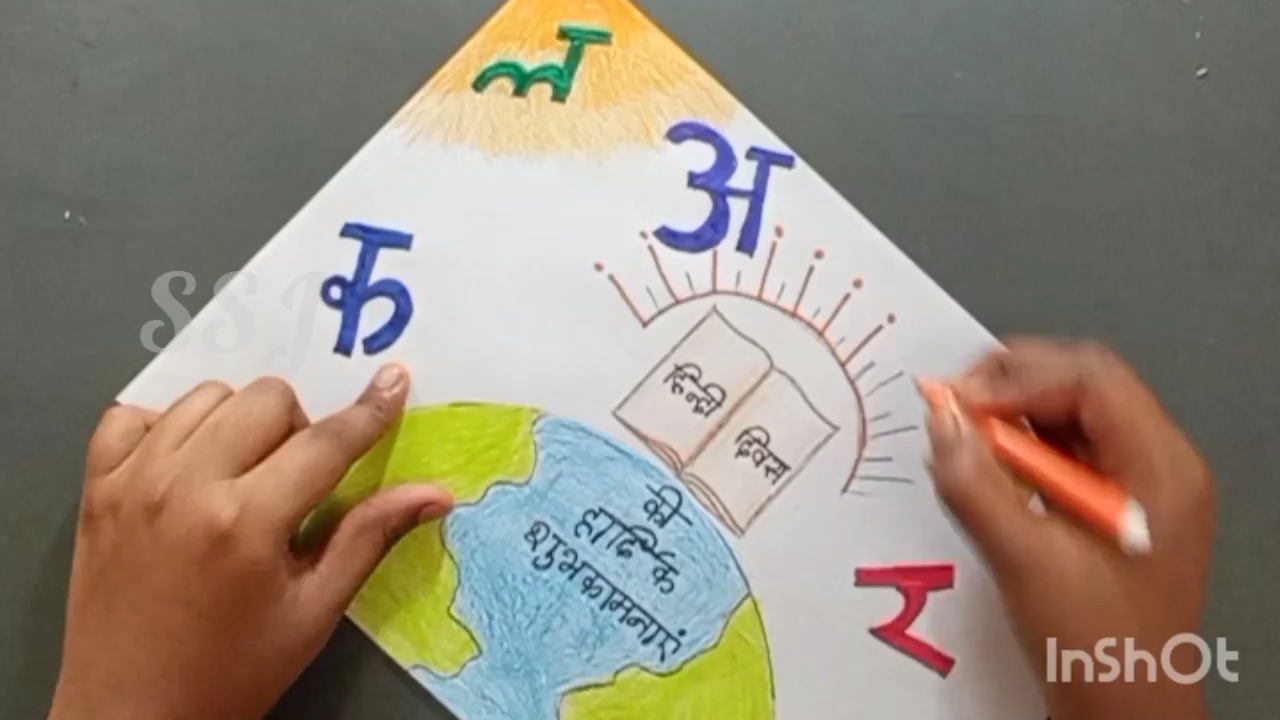 ल
अ
क
हिंदी
दिवस
की
हार्दिक
शुभकामनाएं
र
InShOt